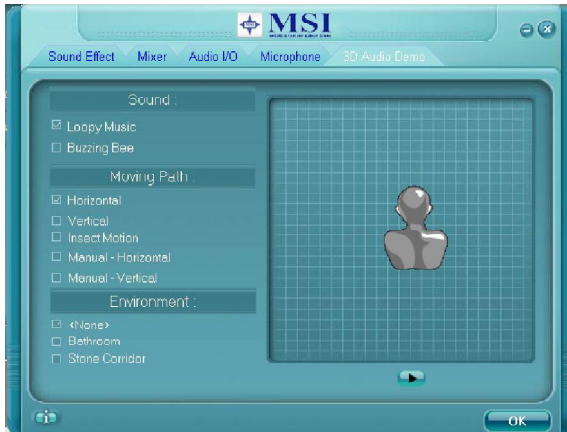 MSI
Sound Effect Mixer Audio I/O Microphone 3D Audio Demo
Sound :
Loopy Music
Buzzing Bee
Moving Path :
Horizontal
Vertical
Insect Motion
Manual - Horizontal
Manual - Vertical
Environment :
<None>
Bathroom
Stone Corridor
OK